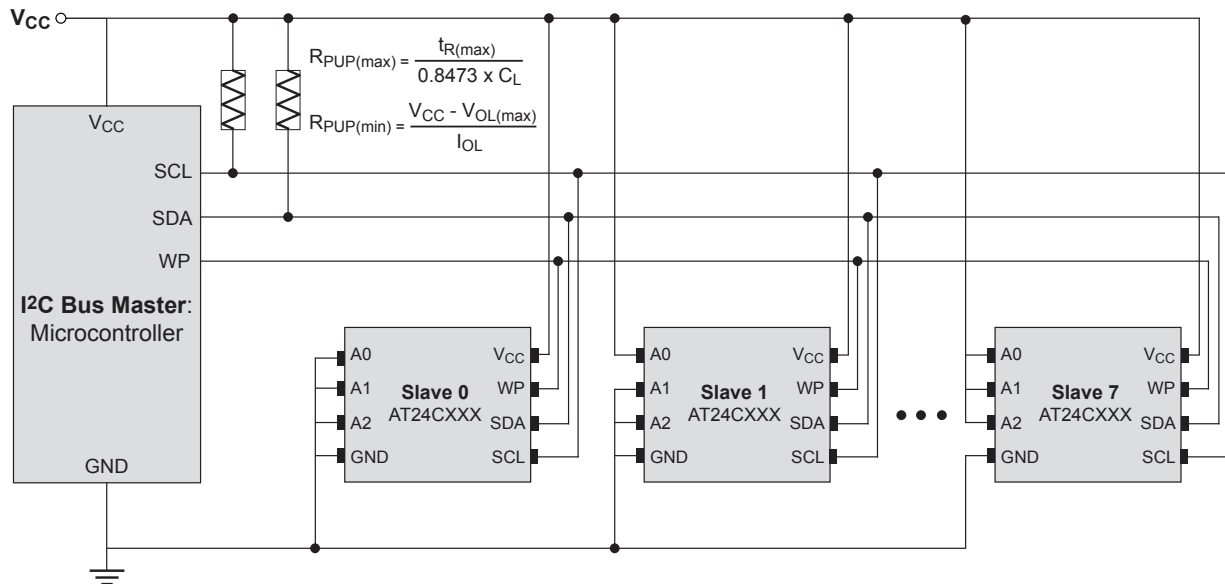 VCC
RPUP(max) = tR(max)
0.8473 x CL
RPUP(min) = VCC - VOL(max)
IOL
VCC
SCL
SDA
WP
I2C Bus Master:
Microcontroller
GND
A0
A1
A2
GND
Slave 0
AT24CXXX
VCC
WP
SDA
SCL
A0
A1
A2
GND
Slave 1
AT24CXXX
VCC
WP
SDA
SCL
A0
A1
A2
GND
Slave 7
AT24CXXX
VCC
WP
SDA
SCL